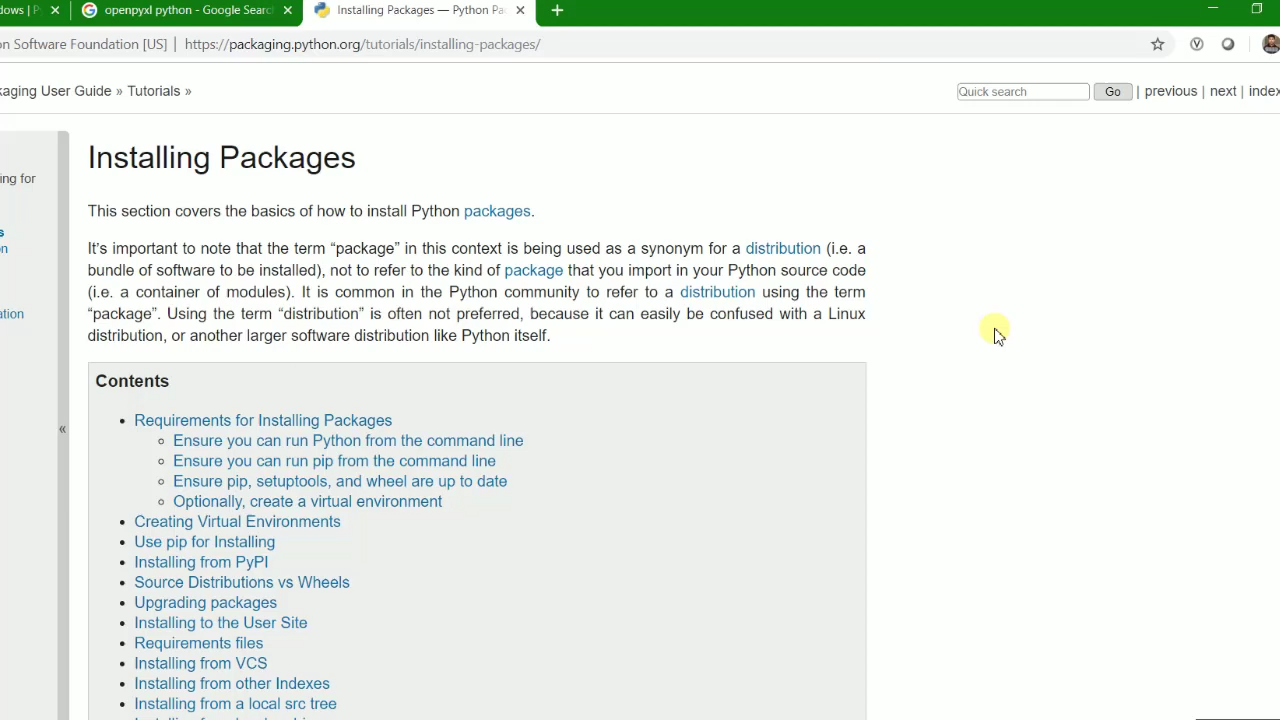 dows | P
openpyxl python - Google Search
Installing Packages — Python Pa
on Software Foundation [US] | https://packaging.python.org/tutorials/installing-packages/
kaging User Guide » Tutorials »
Quick search Go | previous | next | index
ing for
s
on
ation
«
Installing Packages
This section covers the basics of how to install Python packages.
It’s important to note that the term “package” in this context is being used as a synonym for a distribution (i.e. a
bundle of software to be installed), not to refer to the kind of package that you import in your Python source code
(i.e. a container of modules). It is common in the Python community to refer to a distribution using the term
“package”. Using the term “distribution” is often not preferred, because it can easily be confused with a Linux
distribution, or another larger software distribution like Python itself.
Contents
• Requirements for Installing Packages
◦ Ensure you can run Python from the command line
◦ Ensure you can run pip from the command line
◦ Ensure pip, setuptools, and wheel are up to date
◦ Optionally, create a virtual environment
• Creating Virtual Environments
• Use pip for Installing
• Installing from PyPI
• Source Distributions vs Wheels
• Upgrading packages
• Installing to the User Site
• Requirements files
• Installing from VCS
• Installing from other Indexes
• Installing from a local src tree